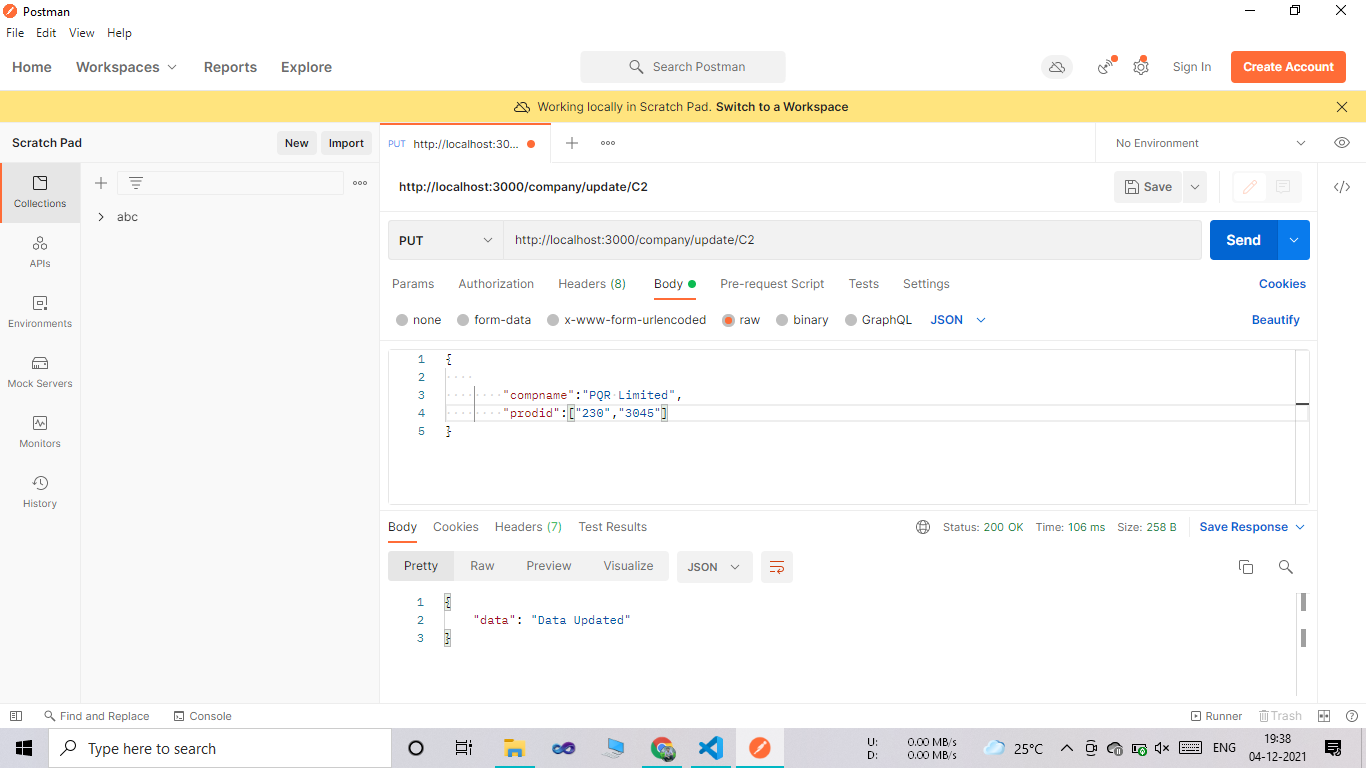 Postman
File Edit View Help
Home Workspaces Reports Explore Search Postman Sign In Create Account
Working locally in Scratch Pad. Switch to a Workspace
Scratch Pad New Import PUT http://localhost:30... No Environment
Collections
APIs
Environments
Mock Servers
Monitors
History
abc
http://localhost:3000/company/update/C2 Save
PUT http://localhost:3000/company/update/C2 Send
Params Authorization Headers (8) Body Pre-request Script Tests Settings Cookies
none form-data x-www-form-urlencoded raw binary GraphQL JSON Beautify
1 {
2
3 "compname":"PQR Limited",
4 "prodid":["230","3045"]
5 }
Body Cookies Headers (7) Test Results Status: 200 OK Time: 106 ms Size: 258 B Save Response
Pretty Raw Preview Visualize JSON
1 {
2 "data": "Data Updated"
3 }
Find and Replace Console Runner Trash
Type here to search
U: 0.00 MB/s
D: 0.00 MB/s
25°C ENG
19:38
04-12-2021